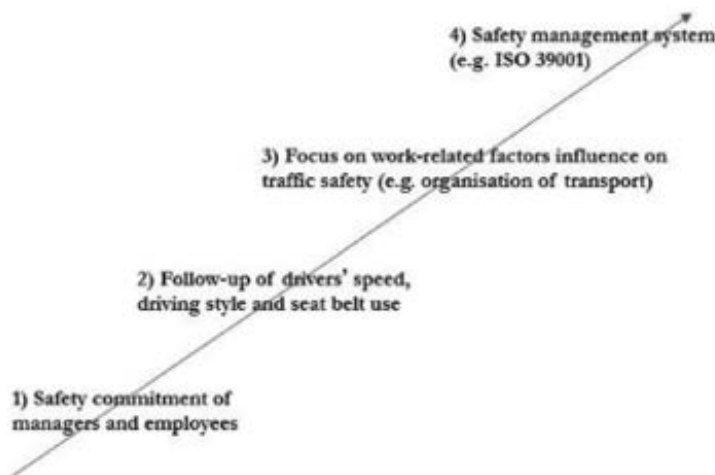 4) Safety management system
(e.g. ISO 39001)
3) Focus on work-related factors influence on
traffic safety (e.g. organisation of transport)
2) Follow-up of drivers’ speed,
driving style and seat belt use
1) Safety commitment of
managers and employees